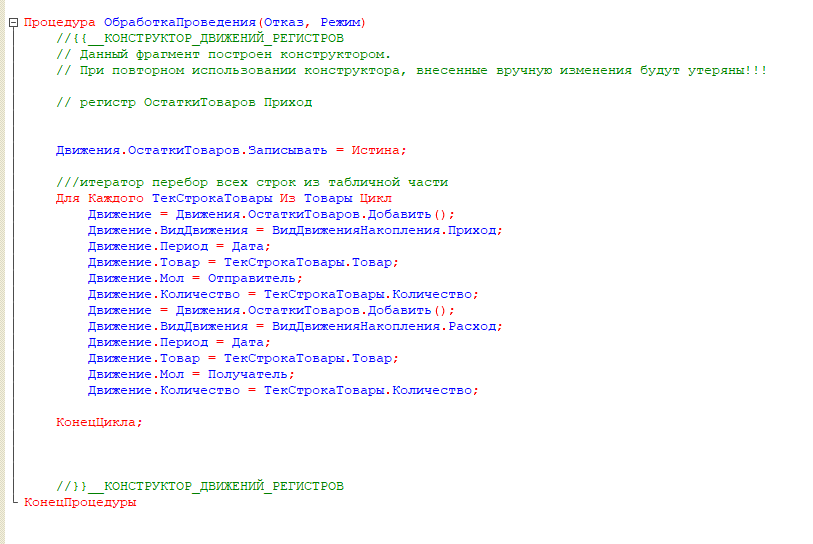 Процедура ОбработкаПроведения(Отказ, Режим)
//{{__КОНСТРУКТОР_ДВИЖЕНИЙ_РЕГИСТРОВ
// Данный фрагмент построен конструктором.
// При повторном использовании конструктора, внесенные вручную изменения будут утеряны!!!
// регистр ОстаткиТоваров Приход
Движения.ОстаткиТоваров.Записывать = Истина;
///итератор перебор всех строк из табличной части
Для Каждого ТекСтрокаТовары Из Товары Цикл
Движение = Движения.ОстаткиТоваров.Добавить();
Движение.ВидДвижения = ВидДвиженияНакопления.Приход;
Движение.Период = Дата;
Движение.Товар = ТекСтрокаТовары.Товар;
Движение.Мол = Отправитель;
Движение.Количество = ТекСтрокаТовары.Количество;
Движение = Движения.ОстаткиТоваров.Добавить();
Движение.ВидДвижения = ВидДвиженияНакопления.Расход;
Движение.Период = Дата;
Движение.Товар = ТекСтрокаТовары.Товар;
Движение.Мол = Получатель;
Движение.Количество = ТекСтрокаТовары.Количество;
КонецЦикла;
//}}__КОНСТРУКТОР_ДВИЖЕНИЙ_РЕГИСТРОВ
КонецПроцедуры